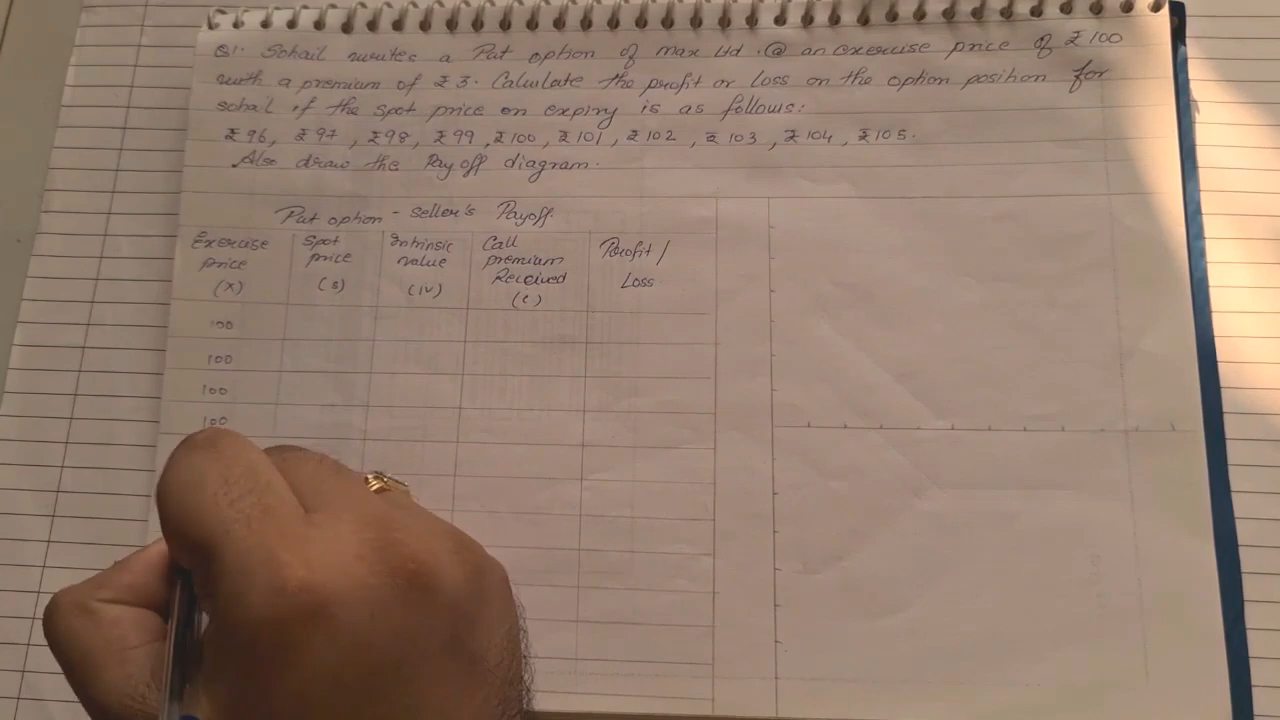 Q1. Sohail writes a Put option of Max Ltd. @ an exercise price of ₹100
with a premium of ₹3. Calculate the profit or loss on the option position for
Sohail if the spot price on expiry is as follows:
₹96, ₹97, ₹98, ₹99, ₹100, ₹101, ₹102, ₹103, ₹104, ₹105.
Also draw the Pay off diagram.
Put option - seller's Payoff
Exercise price (X)
Spot price (S)
Intrinsic value (IV)
Call premium Received (C)
Profit / Loss
100
100
100
100